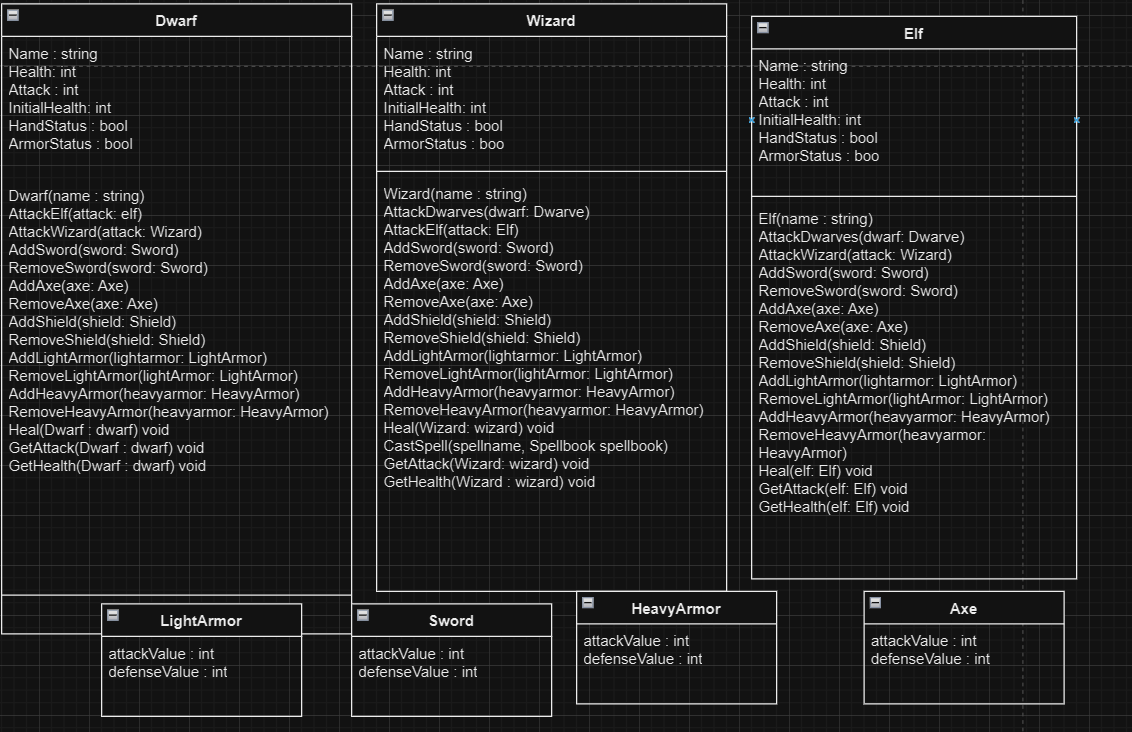 Dwarf
Name : string
Health: int
Attack : int
InitialHealth: int
HandStatus : bool
ArmorStatus : bool
Dwarf(name : string)
AttackElf(attack: elf)
AttackWizard(attack: Wizard)
AddSword(sword: Sword)
RemoveSword(sword: Sword)
AddAxe(axe: Axe)
RemoveAxe(axe: Axe)
AddShield(shield: Shield)
RemoveShield(shield: Shield)
AddLightArmor(lightarmor: LightArmor)
RemoveLightArmor(lightArmor: LightArmor)
AddHeavyArmor(heavyarmor: HeavyArmor)
RemoveHeavyArmor(heavyarmor: HeavyArmor)
Heal(Dwarf : dwarf) void
GetAttack(Dwarf : dwarf) void
GetHealth(Dwarf : dwarf) void
Wizard
Name : string
Health: int
Attack : int
InitialHealth: int
HandStatus : bool
ArmorStatus : boo
Wizard(name : string)
AttackDwarves(dwarf: Dwarve)
AttackElf(attack: Elf)
AddSword(sword: Sword)
RemoveSword(sword: Sword)
AddAxe(axe: Axe)
RemoveAxe(axe: Axe)
AddShield(shield: Shield)
RemoveShield(shield: Shield)
AddLightArmor(lightarmor: LightArmor)
RemoveLightArmor(lightArmor: LightArmor)
AddHeavyArmor(heavyarmor: HeavyArmor)
RemoveHeavyArmor(heavyarmor: HeavyArmor)
Heal(Wizard: wizard) void
CastSpell(spellname, Spellbook spellbook)
GetAttack(Wizard: wizard) void
GetHealth(Wizard : wizard) void
Elf
Name : string
Health: int
Attack : int
InitialHealth: int
HandStatus : bool
ArmorStatus : boo
Elf(name : string)
AttackDwarves(dwarf: Dwarve)
AttackWizard(attack: Wizard)
AddSword(sword: Sword)
RemoveSword(sword: Sword)
AddAxe(axe: Axe)
RemoveAxe(axe: Axe)
AddShield(shield: Shield)
RemoveShield(shield: Shield)
AddLightArmor(lightarmor: LightArmor)
RemoveLightArmor(lightArmor: LightArmor)
AddHeavyArmor(heavyarmor: HeavyArmor)
RemoveHeavyArmor(heavyarmor:
HeavyArmor)
Heal(elf: Elf) void
GetAttack(elf: Elf) void
GetHealth(elf: Elf) void
LightArmor
attackValue : int
defenseValue : int
Sword
attackValue : int
defenseValue : int
HeavyArmor
attackValue : int
defenseValue : int
Axe
attackValue : int
defenseValue : int